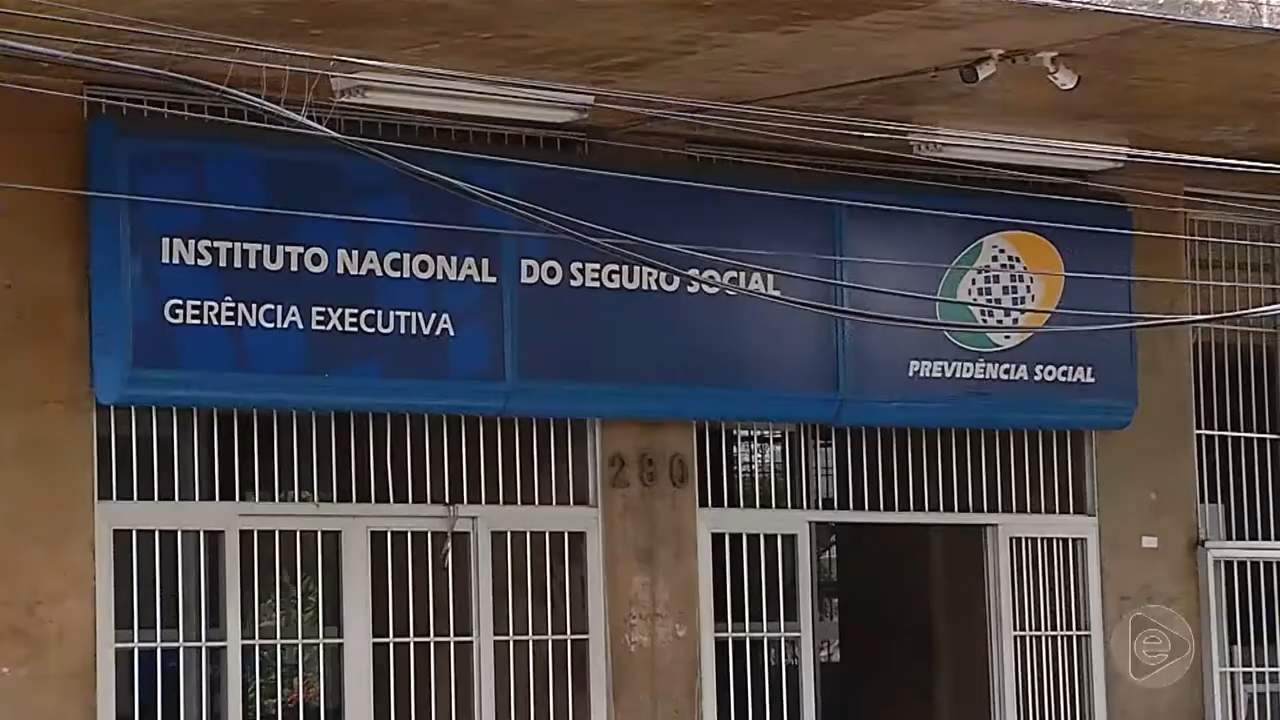 INSTITUTO NACIONAL DO SEGURO SOCIAL
GERÊNCIA EXECUTIVA
PREVIDÊNCIA SOCIAL
280
e